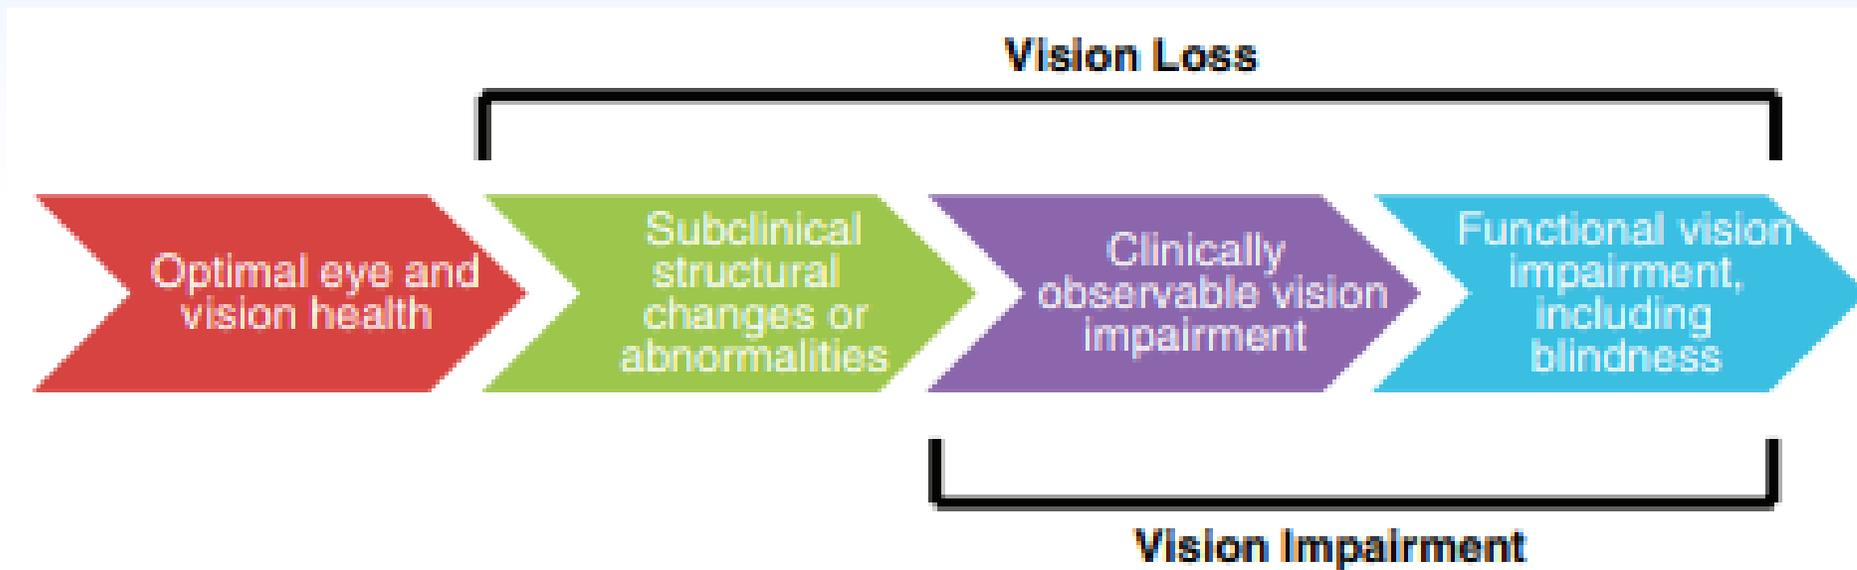 Vision Loss
Optimal eye and
vision health
Subclinical
structural
changes or
abnormalities
Clinically
observable vision
impairment
Functional vision
impairment,
including
blindness
Vision Impairment